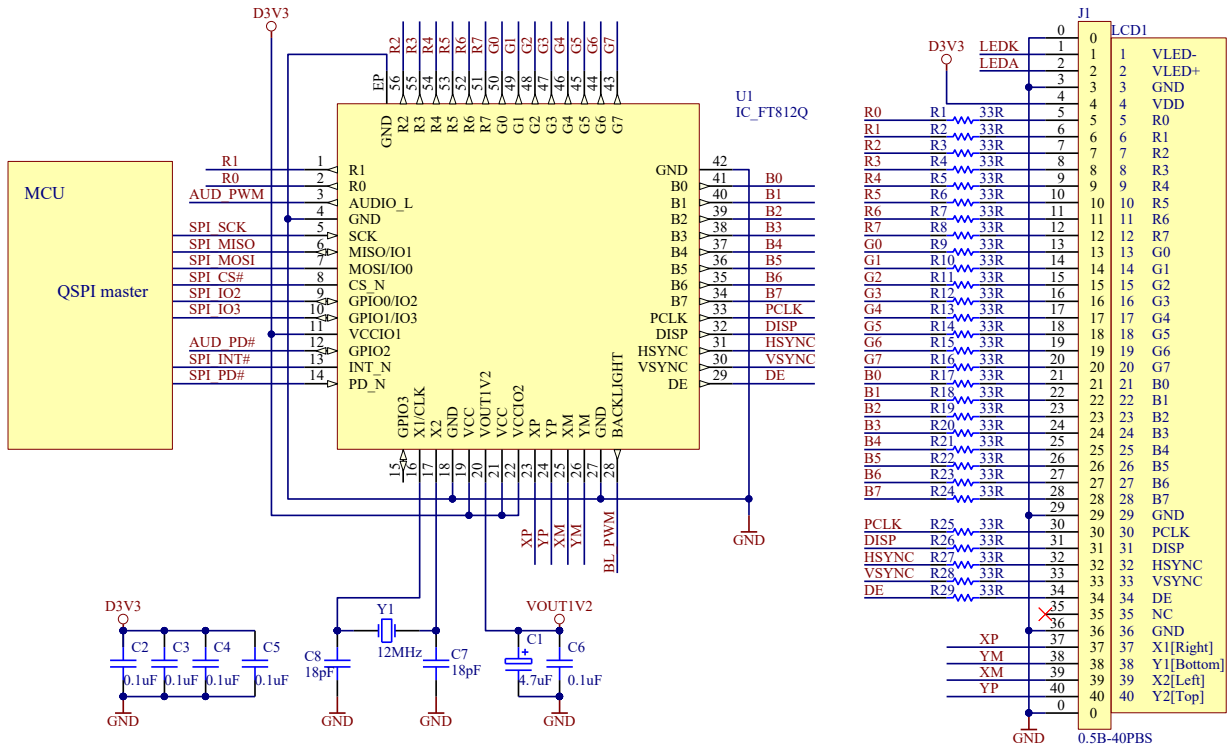 D3V3
R2 R3 R4 R5 R6 R7 G0 G1 G2 G3 G4 G5 G6 G7
EP 56 55 54 53 52 51 50 49 48 47 46 45 44 43
GND R2 R3 R4 R5 R6 R7 G0 G1 G2 G3 G4 G5 G6 G7
U1
IC_FT812Q
MCU
QSPI master
R1 1 R1
R0 2 R0
AUD_PWM 3 AUDIO_L
4 GND
SPI_SCK 5 SCK
SPI_MISO 6 MISO/IO1
SPI_MOSI 7 MOSI/IO0
SPI_CS# 8 CS_N
SPI_IO2 9 GPIO0/IO2
SPI_IO3 10 GPIO1/IO3
11 VCCIO1
AUD_PD# 12 GPIO2
SPI_INT# 13 INT_N
SPI_PD# 14 PD_N
GND 42
B0 41 B0
B1 40 B1
B2 39 B2
B3 38 B3
B4 37 B4
B5 36 B5
B6 35 B6
B7 34 B7
PCLK 33 PCLK
DISP 32 DISP
HSYNC 31 HSYNC
VSYNC 30 VSYNC
DE 29 DE
GPIO3 X1/CLK X2 GND VCC VOUT1V2 VCC VCCIO2 XP YP XM YM GND BACKLIGHT
15 16 17 18 19 20 21 22 23 24 25 26 27 28
XP YP XM YM BL_PWM
GND
D3V3
C2 C3 C4 C5
0.1uF 0.1uF 0.1uF 0.1uF
GND GND
Y1
12MHz
C8
18pF
C7
18pF
GND GND
VOUT1V2
C1
4.7uF
C6
0.1uF
GND
J1
LCD1
D3V3
0 0
LEDK 1 1 1 VLED-
LEDA 2 2 2 VLED+
3 3 3 GND
4 4 4 VDD
R0 R1 33R 5 5 5 R0
R1 R2 33R 6 6 6 R1
R2 R3 33R 7 7 7 R2
R3 R4 33R 8 8 8 R3
R4 R5 33R 9 9 9 R4
R5 R6 33R 10 10 10 R5
R6 R7 33R 11 11 11 R6
R7 R8 33R 12 12 12 R7
G0 R9 33R 13 13 13 G0
G1 R10 33R 14 14 14 G1
G2 R11 33R 15 15 15 G2
G3 R12 33R 16 16 16 G3
G4 R13 33R 17 17 17 G4
G5 R14 33R 18 18 18 G5
G6 R15 33R 19 19 19 G6
G7 R16 33R 20 20 20 G7
B0 R17 33R 21 21 21 B0
B1 R18 33R 22 22 22 B1
B2 R19 33R 23 23 23 B2
B3 R20 33R 24 24 24 B3
B4 R21 33R 25 25 25 B4
B5 R22 33R 26 26 26 B5
B6 R23 33R 27 27 27 B6
B7 R24 33R 28 28 28 B7
29 29 29 GND
PCLK R25 33R 30 30 30 PCLK
DISP R26 33R 31 31 31 DISP
HSYNC R27 33R 32 32 32 HSYNC
VSYNC R28 33R 33 33 33 VSYNC
DE R29 33R 34 34 34 DE
35 35 35 NC
36 36 36 GND
XP 37 37 37 X1[Right]
YM 38 38 38 Y1[Bottom]
XM 39 39 39 X2[Left]
YP 40 40 40 Y2[Top]
0 0
GND
0.5B-40PBS